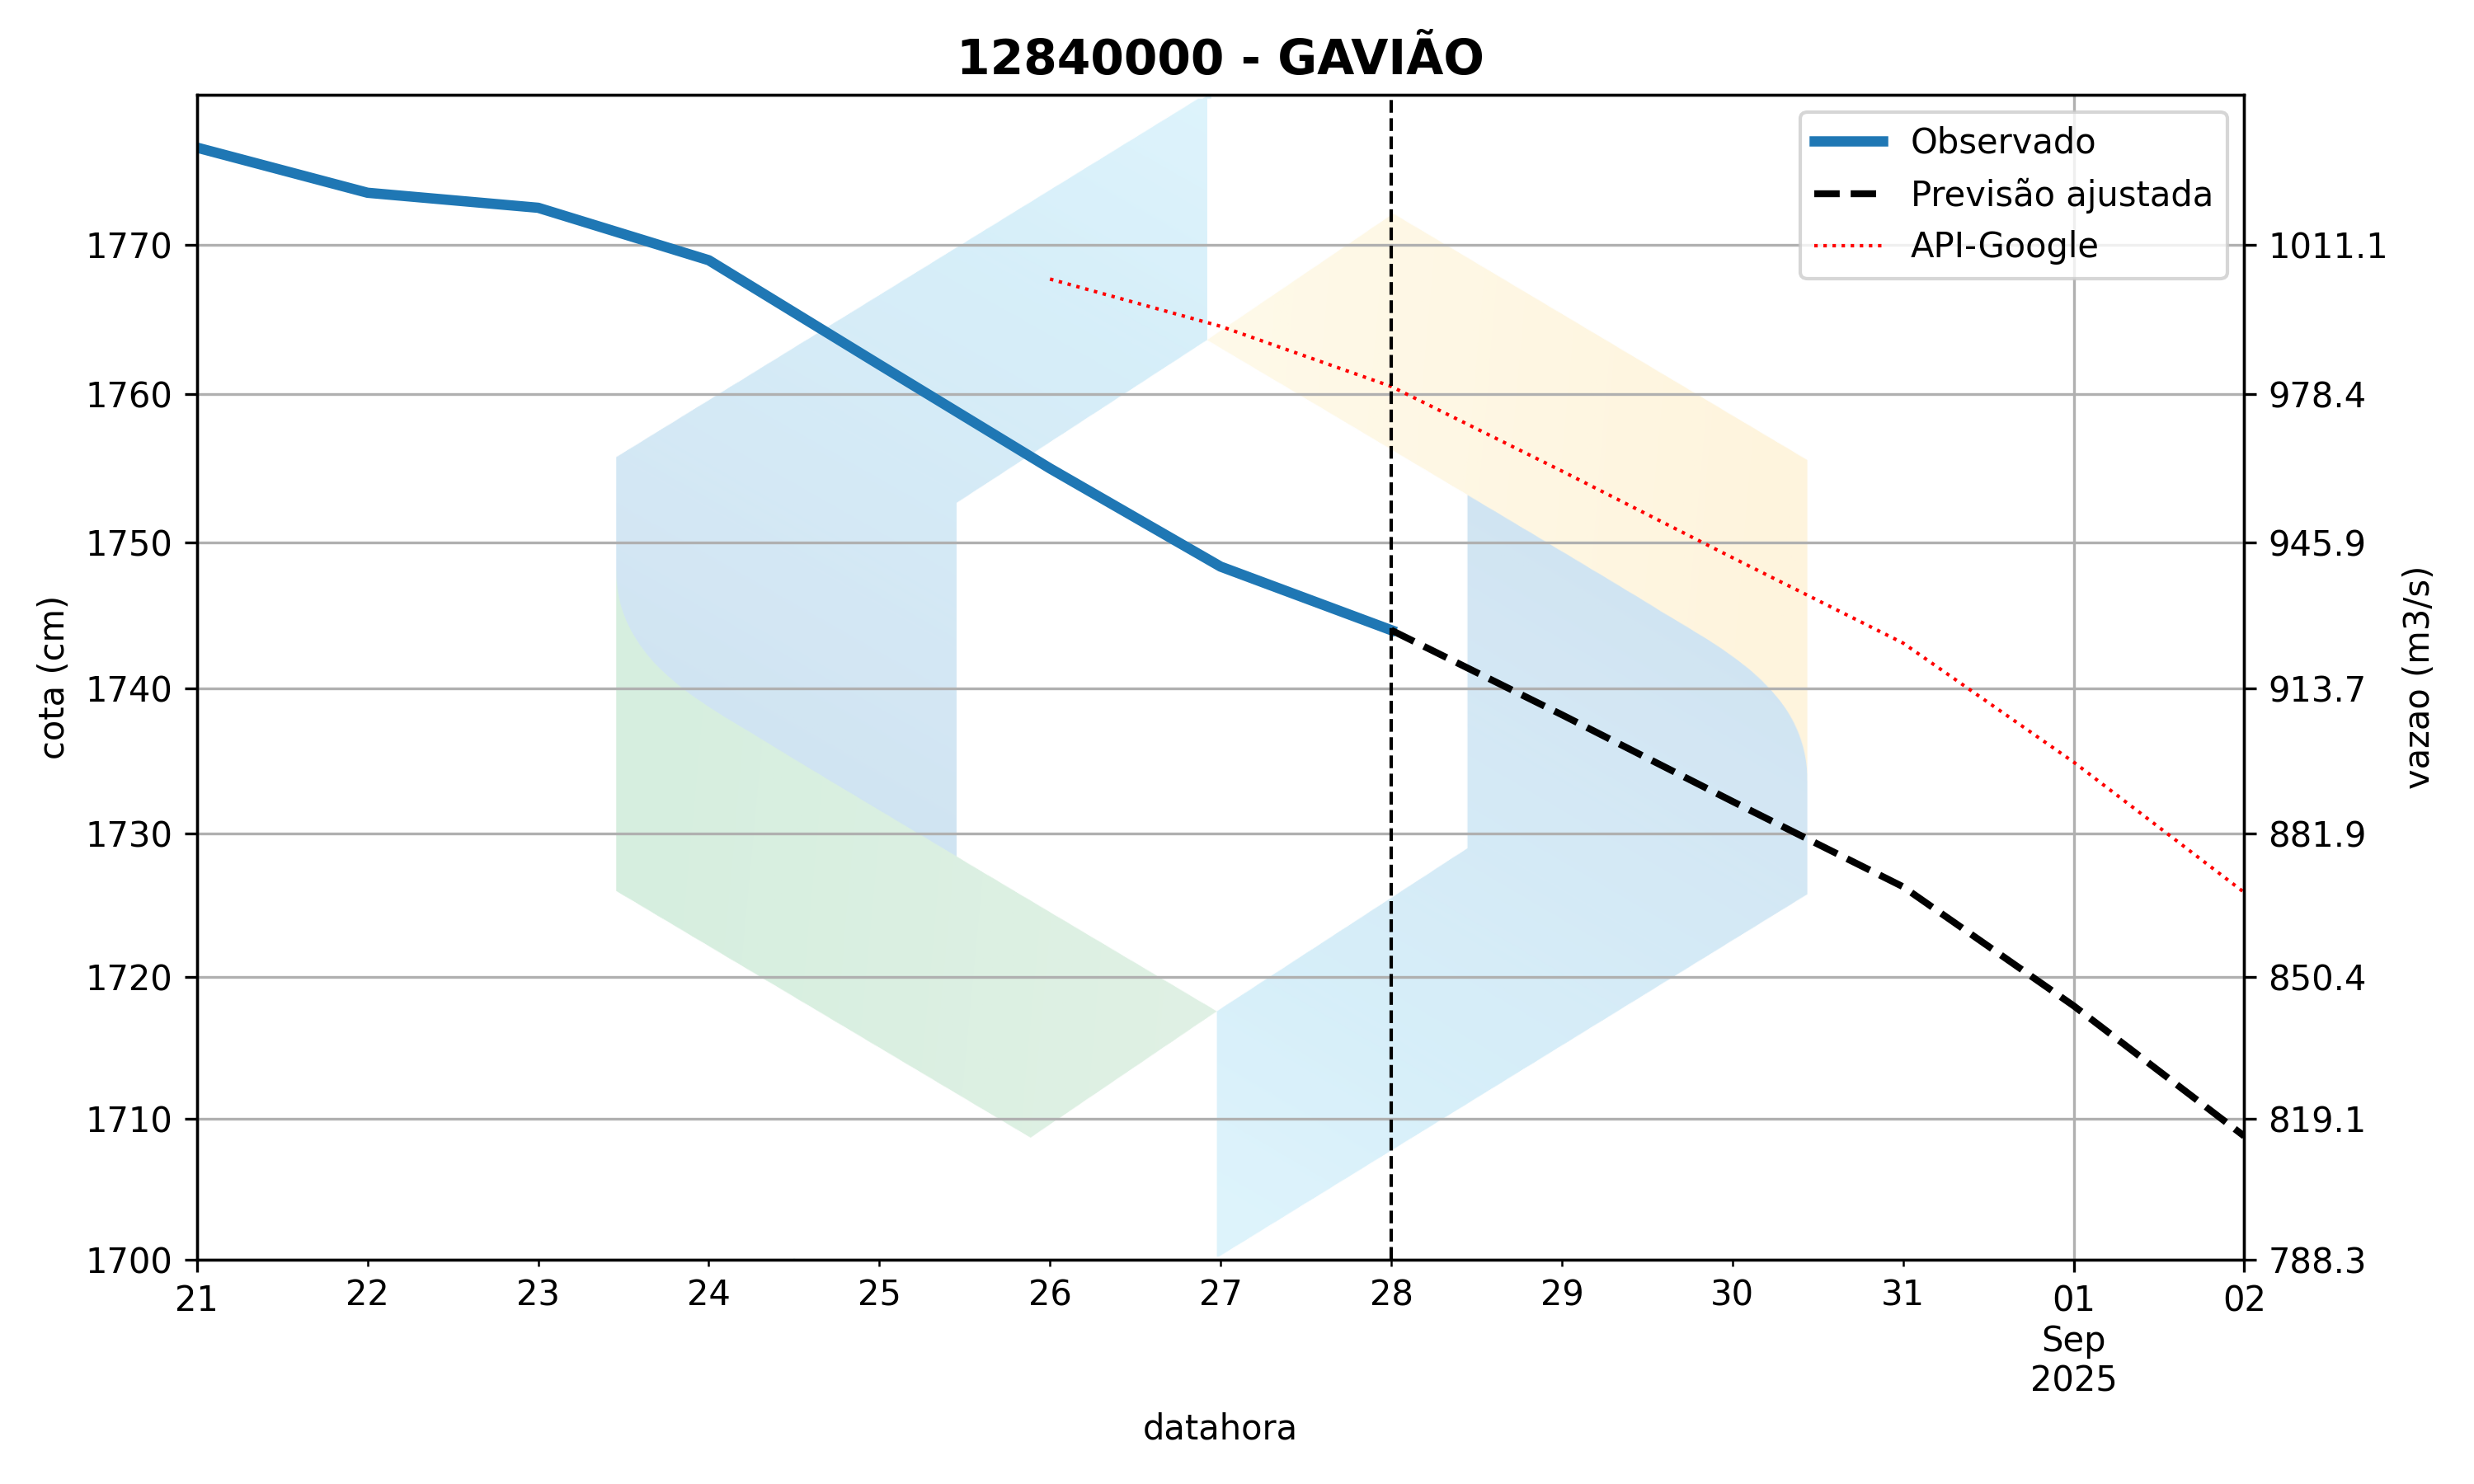 12840000 - GAVIÃO
Observado
Previsão ajustada
API-Google
1770
1760
1750
1740
1730
1720
1710
1700
cota (cm)
1011.1
978.4
945.9
913.7
881.9
850.4
819.1
788.3
vazao (m3/s)
21 22 23 24 25 26 27 28 29 30 31 01 02
Sep
2025
datahora